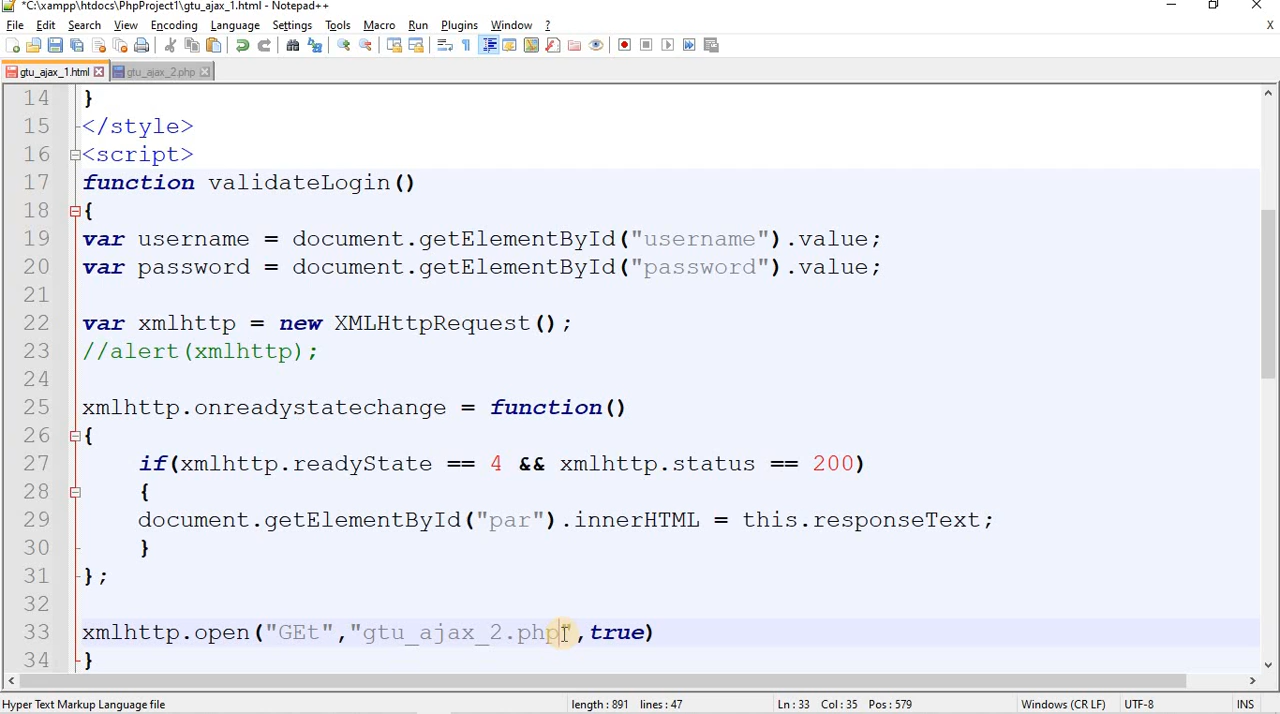 *C:\xampp\htdocs\PhpProject1\gtu_ajax_1.html - Notepad++
File Edit Search View Encoding Language Settings Tools Macro Run Plugins Window ? X
gtu_ajax_1.html gtu_ajax_2.php
14 }
15 </style>
16 <script>
17 function validateLogin()
18 {
19 var username = document.getElementById("username").value;
20 var password = document.getElementById("password").value;
21
22 var xmlhttp = new XMLHttpRequest();
23 //alert(xmlhttp);
24
25 xmlhttp.onreadystatechange = function()
26 {
27 if(xmlhttp.readyState == 4 && xmlhttp.status == 200)
28 {
29 document.getElementById("par").innerHTML = this.responseText;
30 }
31 };
32
33 xmlhttp.open("GEt","gtu_ajax_2.php",true)
34 }
Hyper Text Markup Language file length : 891 lines : 47 Ln : 33 Col : 35 Pos : 579 Windows (CR LF) UTF-8 INS